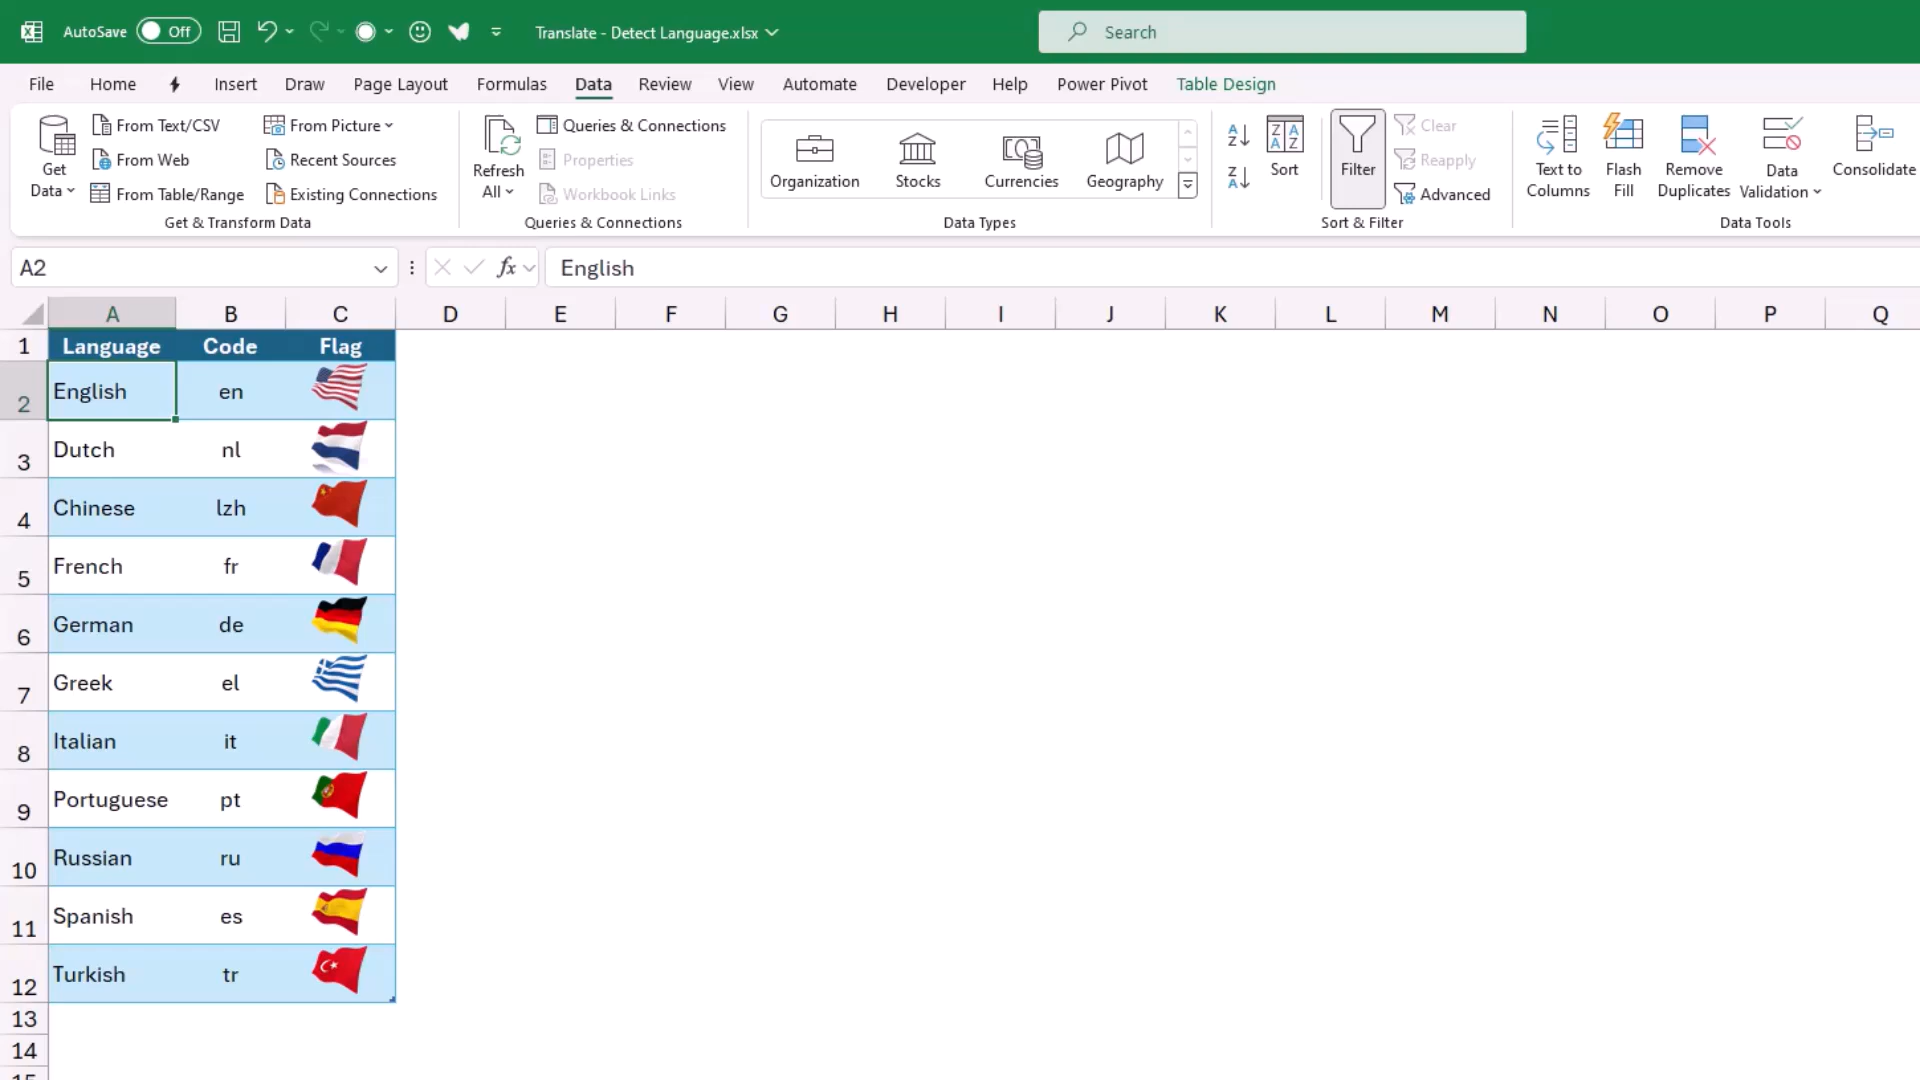 AutoSave Off Translate - Detect Language.xlsx Search
File Home Insert Draw Page Layout Formulas Data Review View Automate Developer Help Power Pivot Table Design
Get Data
From Text/CSV
From Web
From Table/Range
From Picture
Recent Sources
Existing Connections
Get & Transform Data
Refresh All
Queries & Connections
Properties
Workbook Links
Queries & Connections
Organization Stocks Currencies Geography
Data Types
Sort
Filter
Clear
Reapply
Advanced
Sort & Filter
Text to Columns
Flash Fill
Remove Duplicates
Data Validation
Consolidate
Data Tools
A2 fx English
A B C D E F G H I J K L M N O P Q
1 Language Code Flag
2 English en
3 Dutch nl
4 Chinese lzh
5 French fr
6 German de
7 Greek el
8 Italian it
9 Portuguese pt
10 Russian ru
11 Spanish es
12 Turkish tr
13
14
15